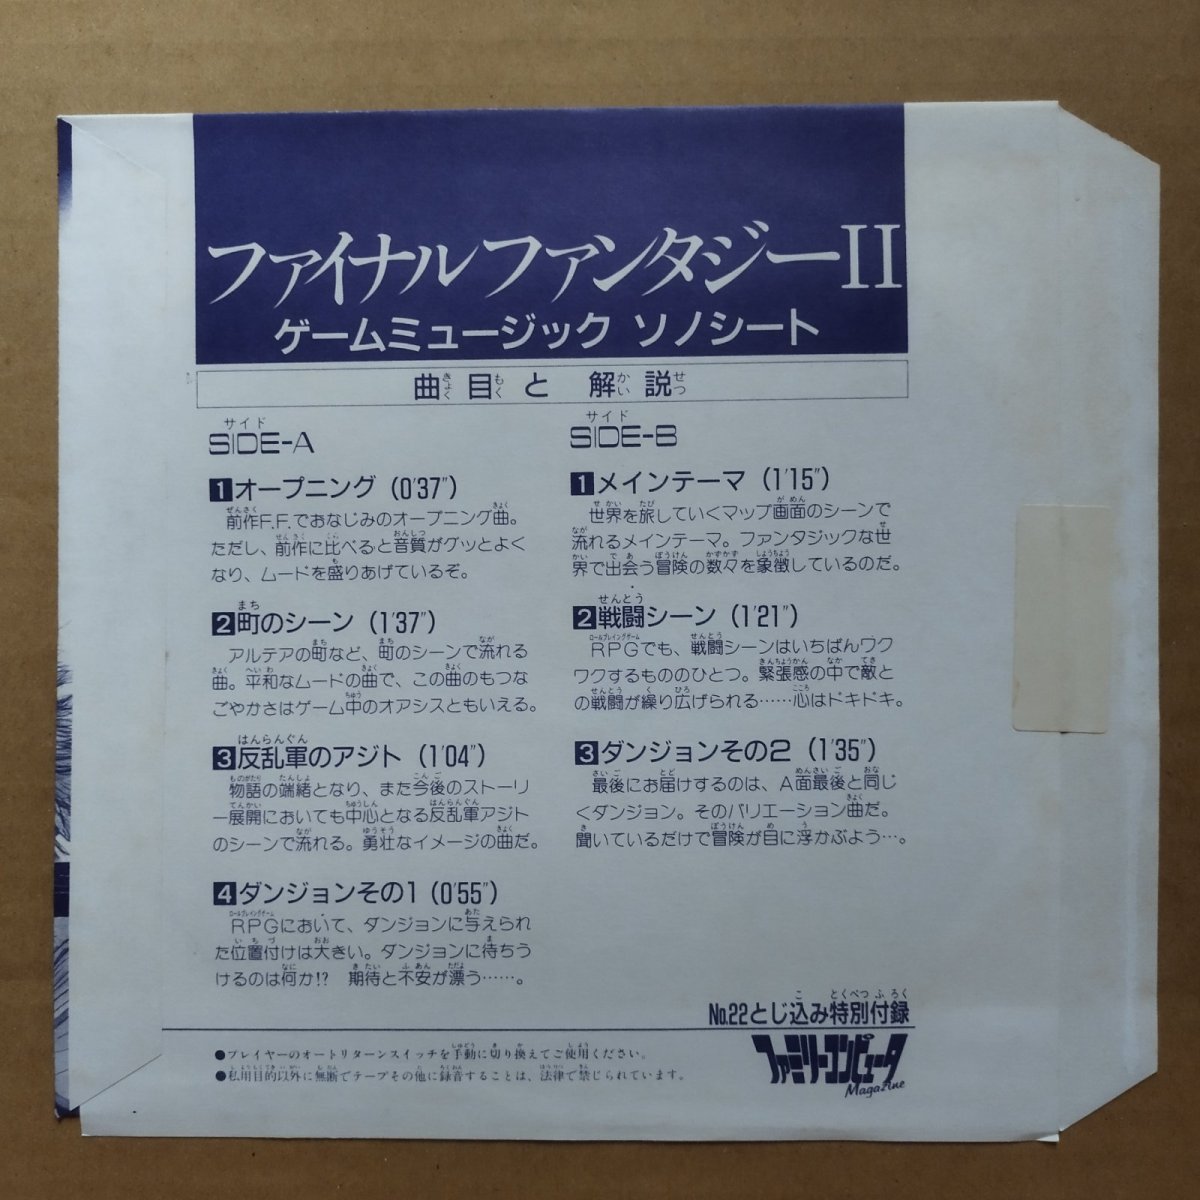 ファイナルファンタジーII
ゲームミュージック ソノシート
曲目と 解説
SIDE-A
1 オープニング (0'37")
前作F.F.でおなじみのオープニング曲。
ただし、前作に比べると音質がグッとよく
なり、ムードを盛りあげているぞ。
2 町のシーン (1'37")
アルテアの町など、町のシーンで流れる
曲。平和なムードの曲で、この曲のもつな
ごやかさはゲーム中のオアシスともいえる。
3 反乱軍のアジト (1'04")
物語の端緒となり、また今後のストーリ
ー展開においても中心となる反乱軍アジト
のシーンで流れる。勇壮なイメージの曲だ。
4 ダンジョンその1 (0'55")
RPGにおいて、ダンジョンに与えられ
た位置付けは大きい。ダンジョンに待ちう
けるのは何か!? 期待と不安が漂う……。
SIDE-B
1 メインテーマ (1'15")
世界を旅していくマップ画面のシーンで
流れるメインテーマ。ファンタジックな世
界で出会う冒険の数々を象徴しているのだ。
2 戦闘シーン (1'21")
RPGでも、戦闘シーンはいちばんワク
ワクするもののひとつ。緊張感の中で敵と
の戦闘が繰り広げられる……心はドキドキ。
3 ダンジョンその2 (1'35")
最後にお届けするのは、A面最後と同じ
くダンジョン。そのバリエーション曲だ。
聞いているだけで冒険が目に浮かぶよう…。
No.22とじ込み特別付録
●プレイヤーのオートリターンスイッチを手動に切り換えてご使用ください。
●私用目的以外に無断でテープその他に録音することは、法律で禁じられています。
ファミリーコンピュータ
Magazine